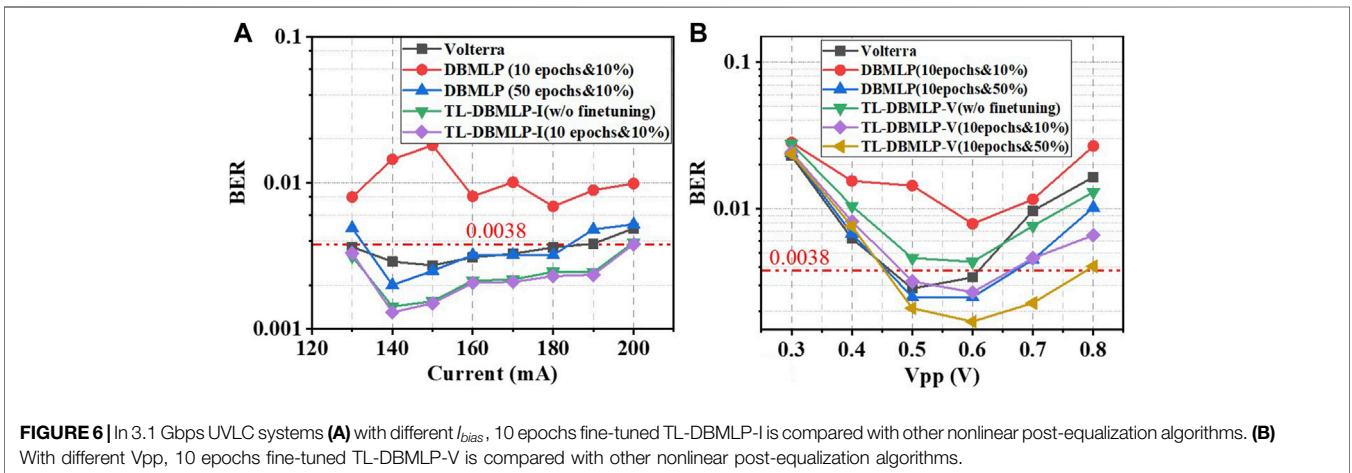 A
0.1
0.01
0.001
BER
Volterra
DBMLP (10 epochs&10%)
DBMLP (50 epochs&10%)
TL-DBMLP-I(w/o finetuning)
TL-DBMLP-I(10 epochs&10%)
0.0038
120 140 160 180 200
Current (mA)
B
0.1
0.01
BER
Volterra
DBMLP(10epochs&10%)
DBMLP(10epochs&50%)
TL-DBMLP-V(w/o finetuning)
TL-DBMLP-V(10epochs&10%)
TL-DBMLP-V(10epochs&50%)
0.0038
0.3 0.4 0.5 0.6 0.7 0.8
Vpp (V)
FIGURE 6 | In 3.1 Gbps UVLC systems (A) with different Ibias, 10 epochs fine-tuned TL-DBMLP-I is compared with other nonlinear post-equalization algorithms. (B)
With different Vpp, 10 epochs fine-tuned TL-DBMLP-V is compared with other nonlinear post-equalization algorithms.